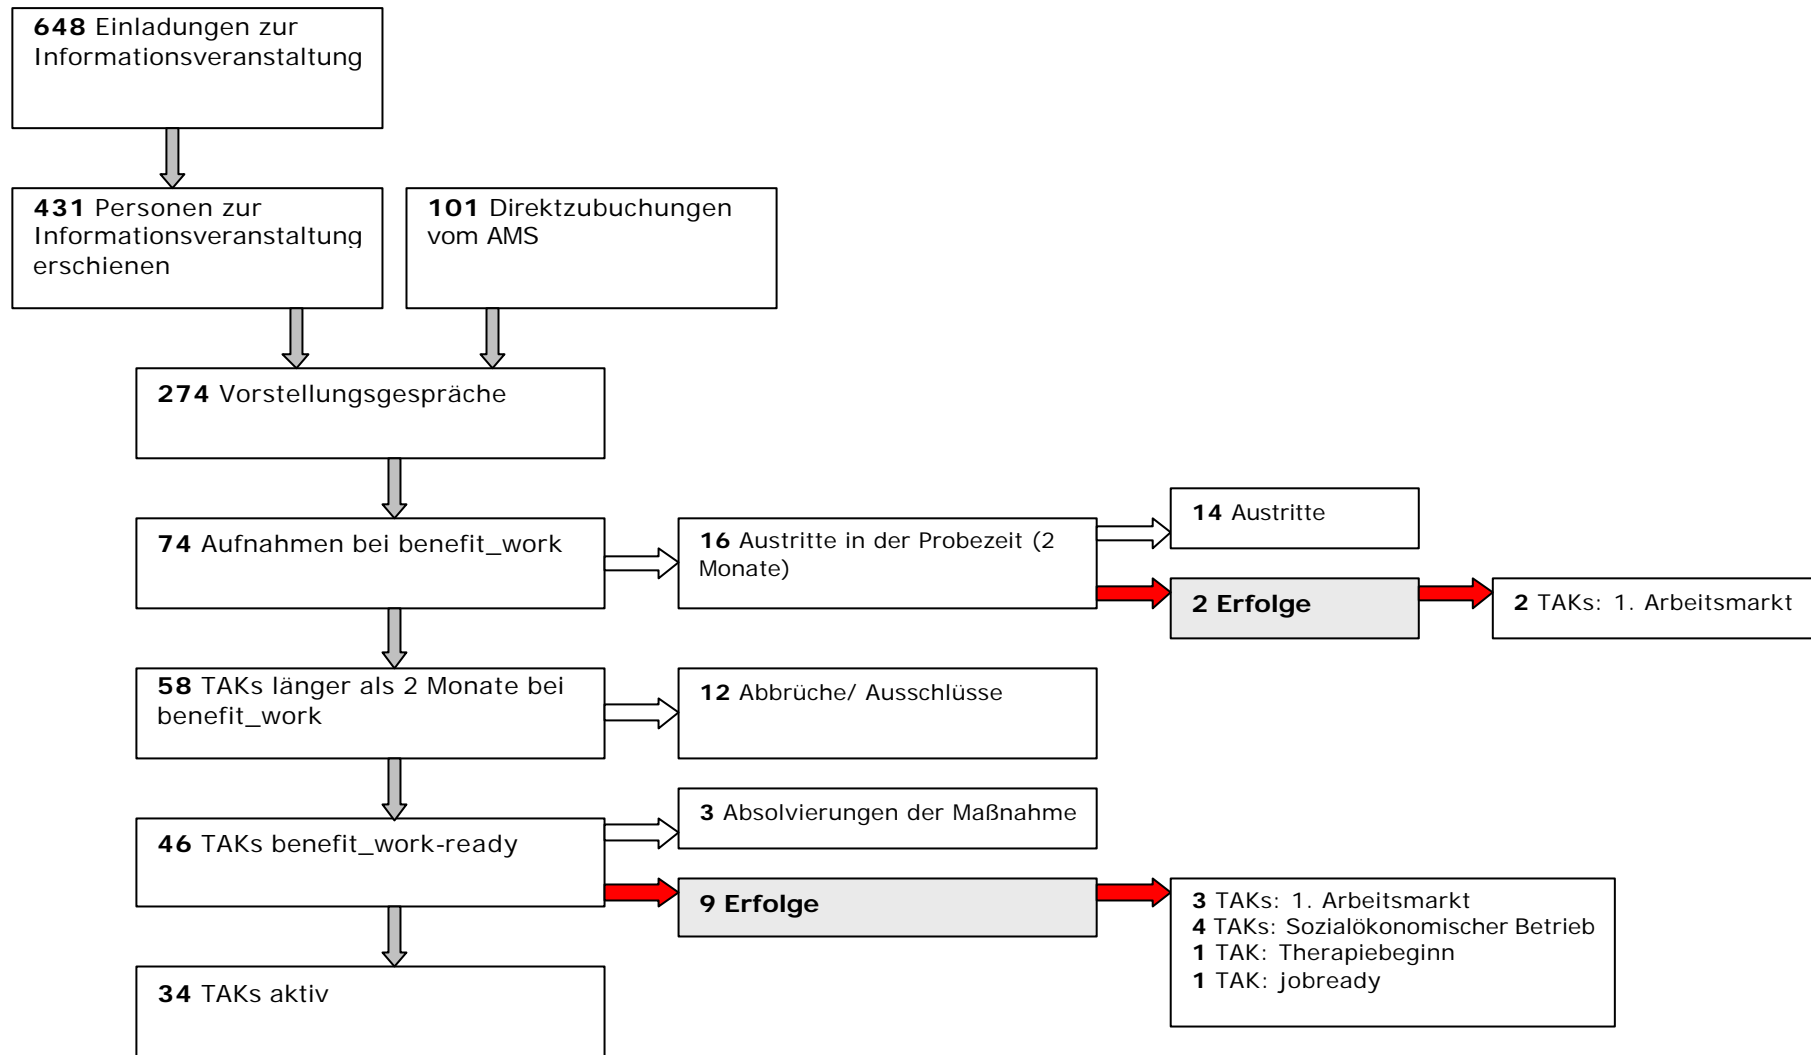 648 Einladungen zur
Informationsveranstaltung
431 Personen zur
Informationsveranstaltung
erschienen
101 Direktzubuchungen
vom AMS
274 Vorstellungsgespräche
74 Aufnahmen bei benefit_work
16 Austritte in der Probezeit (2
Monate)
14 Austritte
2 Erfolge
2 TAKs: 1. Arbeitsmarkt
58 TAKs länger als 2 Monate bei
benefit_work
12 Abbrüche/ Ausschlüsse
46 TAKs benefit_work-ready
3 Absolvierungen der Maßnahme
9 Erfolge
3 TAKs: 1. Arbeitsmarkt
4 TAKs: Sozialökonomischer Betrieb
1 TAK: Therapiebeginn
1 TAK: jobready
34 TAKs aktiv